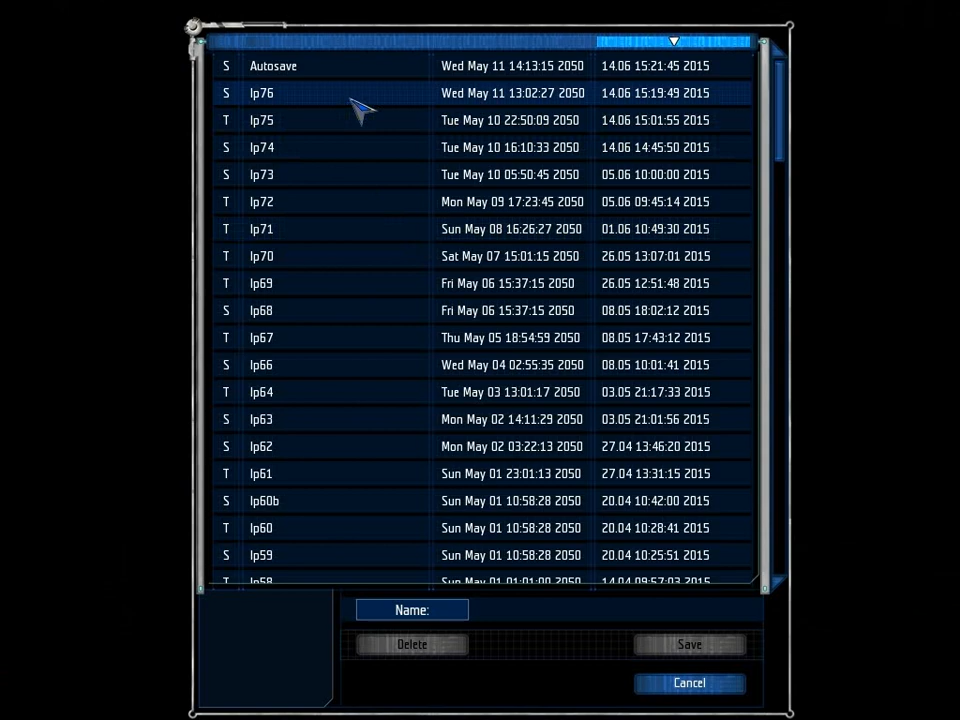 S Autosave Wed May 11 14:13:15 2050 14.06 15:21:45 2015
S lp76 Wed May 11 13:02:27 2050 14.06 15:19:49 2015
T lp75 Tue May 10 22:50:09 2050 14.06 15:01:55 2015
S lp74 Tue May 10 16:10:33 2050 14.06 14:45:50 2015
S lp73 Tue May 10 05:50:45 2050 05.06 10:00:00 2015
T lp72 Mon May 09 17:23:45 2050 05.06 09:45:14 2015
T lp71 Sun May 08 16:26:27 2050 01.06 10:49:30 2015
T lp70 Sat May 07 15:01:15 2050 26.05 13:07:01 2015
T lp69 Fri May 06 15:37:15 2050 26.05 12:51:48 2015
S lp68 Fri May 06 15:37:15 2050 08.05 18:02:12 2015
T lp67 Thu May 05 18:54:59 2050 08.05 17:43:12 2015
S lp66 Wed May 04 02:55:35 2050 08.05 10:01:41 2015
T lp64 Tue May 03 13:01:17 2050 03.05 21:17:33 2015
S lp63 Mon May 02 14:11:29 2050 03.05 21:01:56 2015
S lp62 Mon May 02 03:22:13 2050 27.04 13:46:20 2015
T lp61 Sun May 01 23:01:13 2050 27.04 13:31:15 2015
S lp60b Sun May 01 10:58:28 2050 20.04 10:42:00 2015
T lp60 Sun May 01 10:58:28 2050 20.04 10:28:41 2015
S lp59 Sun May 01 10:58:28 2050 20.04 10:25:51 2015
T lp58 Sun May 01 01:01:00 2050 14.04 09:57:03 2015
Name:
Delete Save
Cancel